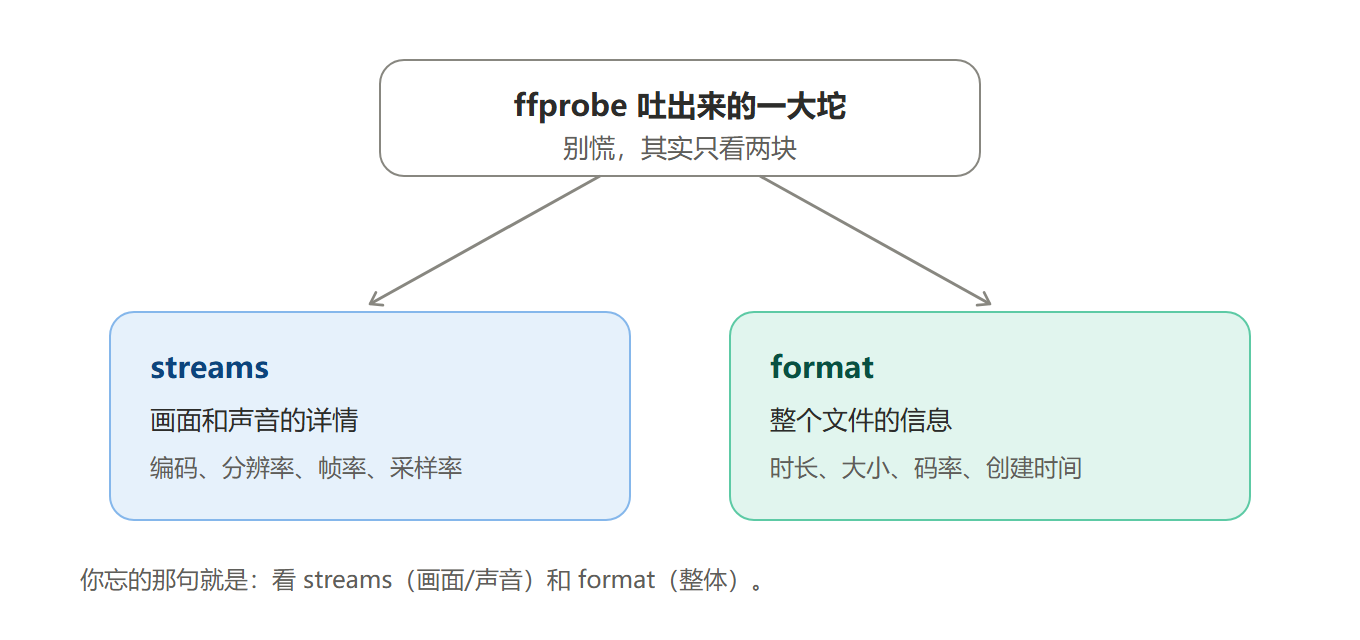 ffprobe 吐出来的一大坨
别慌，其实只看两块
streams
画面和声音的详情
编码、分辨率、帧率、采样率
format
整个文件的信息
时长、大小、码率、创建时间
你忘的那句就是：看 streams（画面/声音）和 format（整体）。